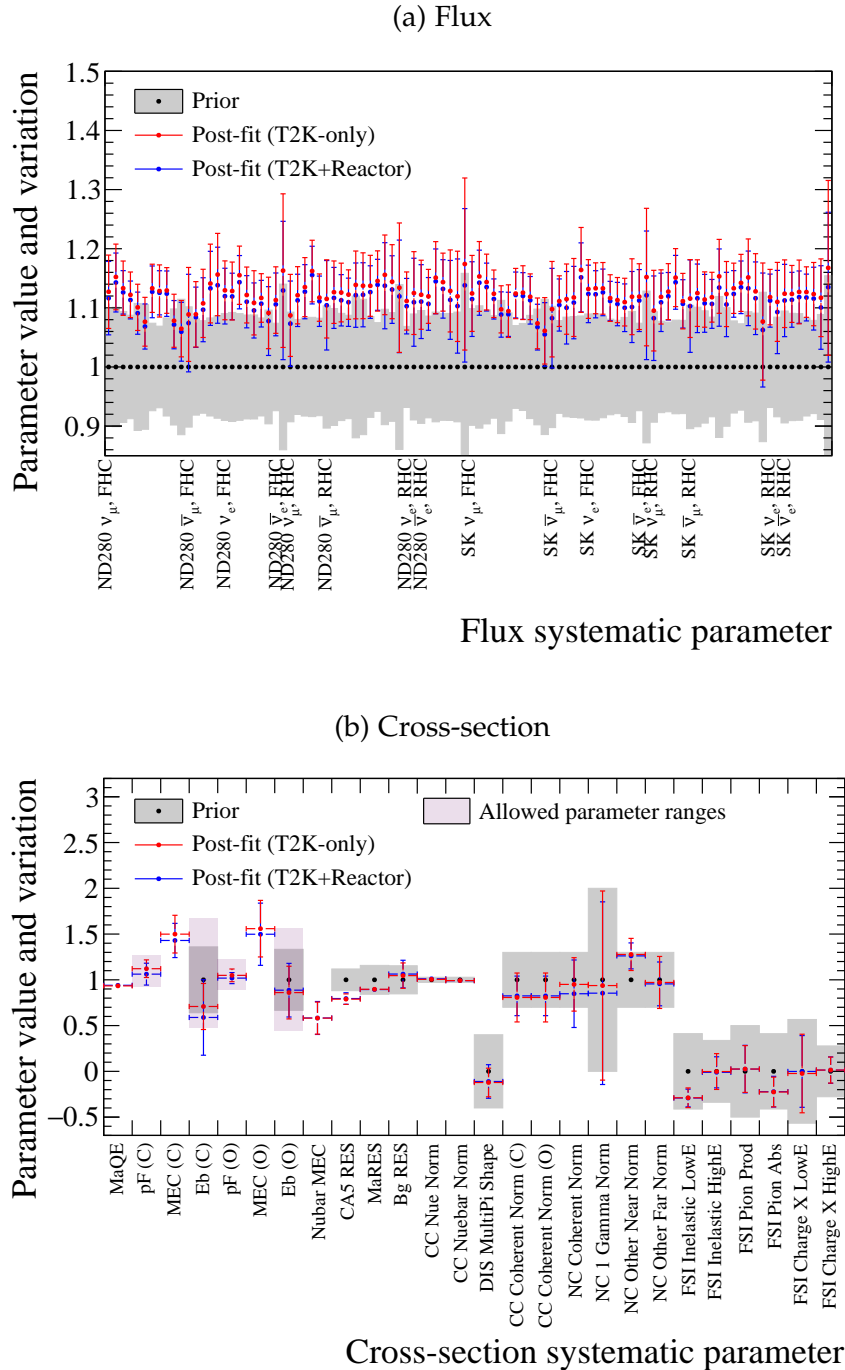 (a) Flux
Parameter value and variation
1.5
1.4
1.3
1.2
1.1
1
0.9
Prior
Post-fit (T2K-only)
Post-fit (T2K+Reactor)
ND280 ν_μ, FHC
ND280 ν̅_μ, FHC
ND280 ν_e, FHC
ND280 ν̅_e, FHC
ND280 ν_μ, RHC
ND280 ν̅_μ, RHC
ND280 ν_e, RHC
ND280 ν̅_e, RHC
SK ν_μ, FHC
SK ν̅_μ, FHC
SK ν_e, FHC
SK ν̅_e, FHC
SK ν_μ, RHC
SK ν̅_μ, RHC
SK ν_e, RHC
SK ν̅_e, RHC
Flux systematic parameter
(b) Cross-section
Parameter value and variation
3
2.5
2
1.5
1
0.5
0
−0.5
Prior
Allowed parameter ranges
Post-fit (T2K-only)
Post-fit (T2K+Reactor)
MaQE
pF (C)
MEC (C)
Eb (C)
pF (O)
MEC (O)
Eb (O)
Nubar MEC
CA5 RES
MaRES
Bg RES
CC Nue Norm
CC Nuebar Norm
DIS MultiPi Shape
CC Coherent Norm (C)
CC Coherent Norm (O)
NC Coherent Norm
NC 1 Gamma Norm
NC Other Near Norm
NC Other Far Norm
FSI Inelastic LowE
FSI Inelastic HighE
FSI Pion Prod
FSI Pion Abs
FSI Charge X LowE
FSI Charge X HighE
Cross-section systematic parameter